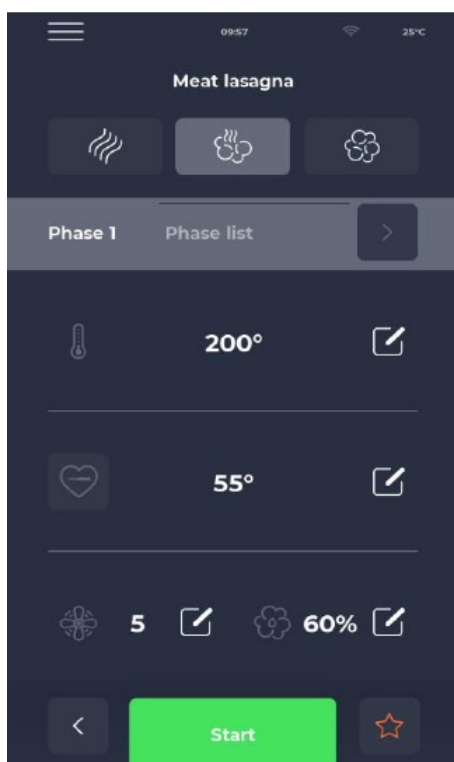 09:57 25°C
Meat lasagna
Phase 1 Phase list
200°
55°
5 60%
Start